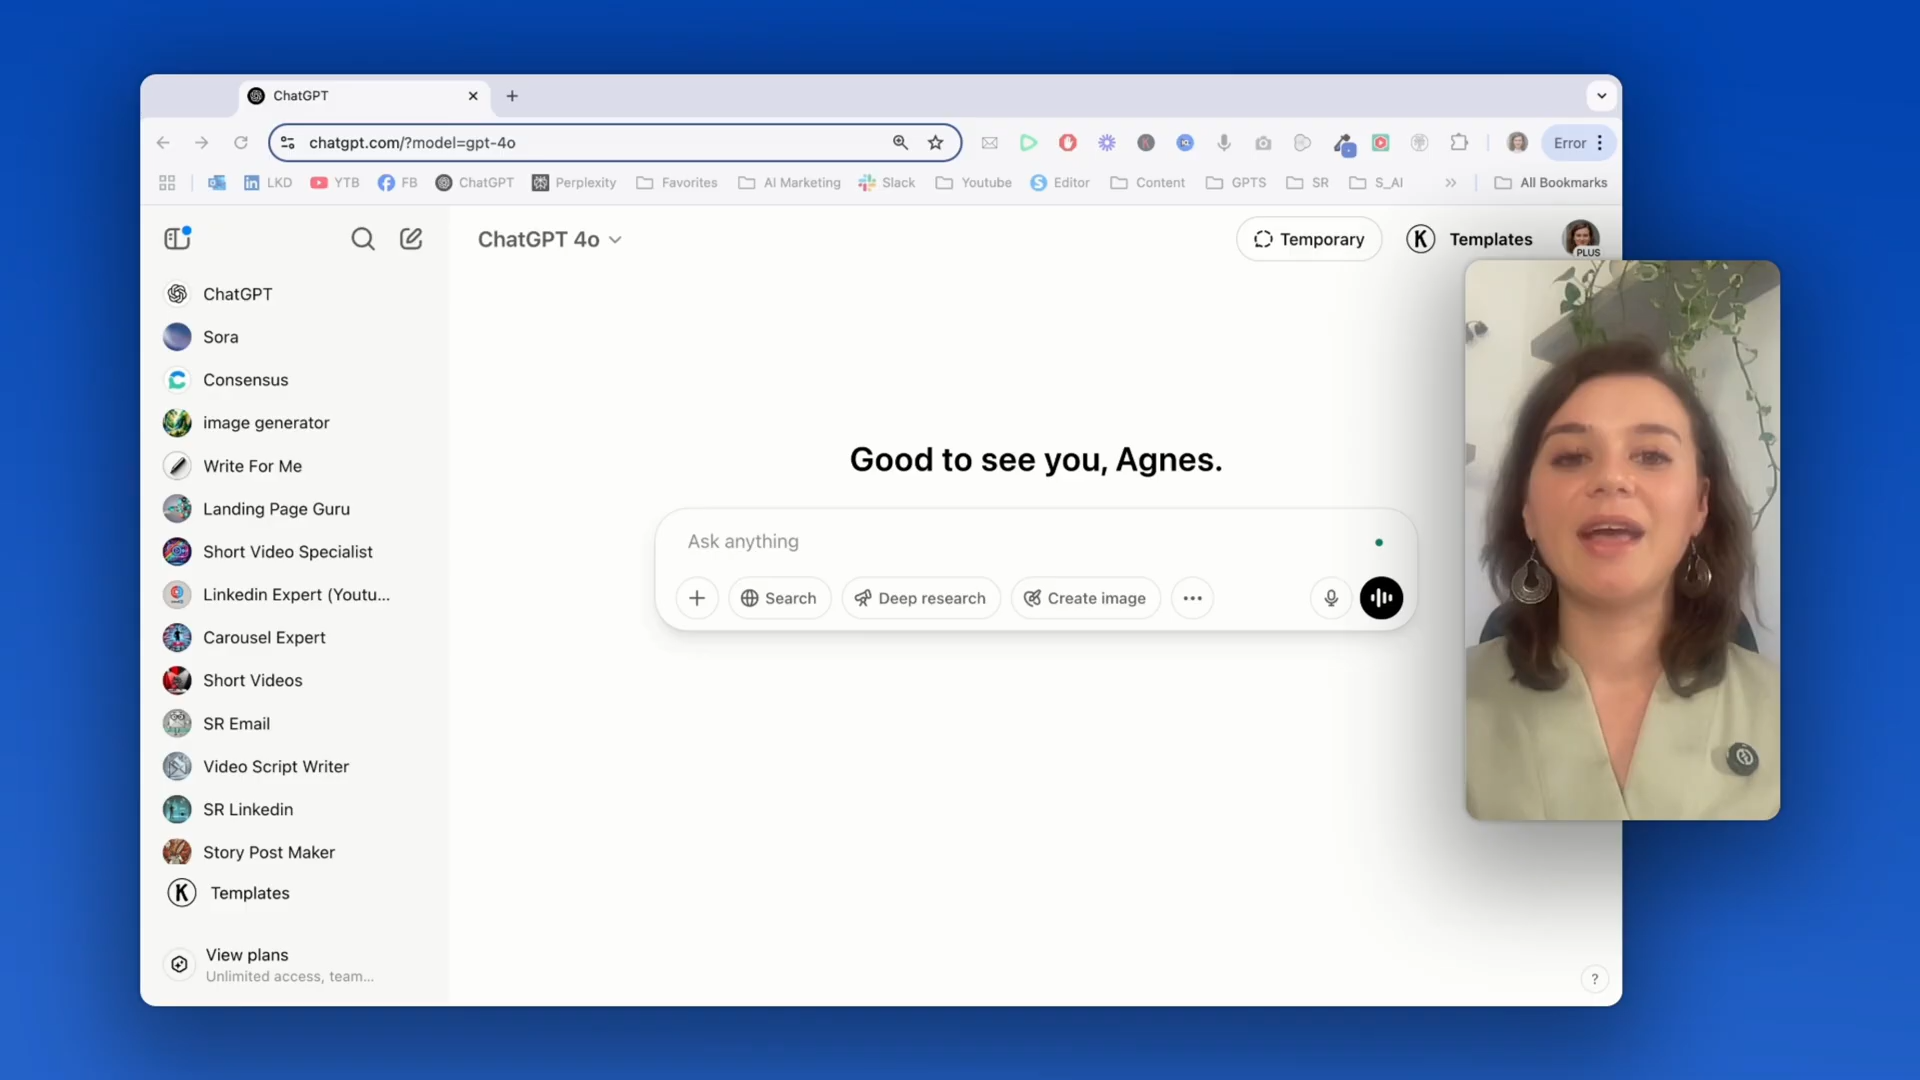 ChatGPT
chatgpt.com/?model=gpt-4o
Error
LKD YTB FB ChatGPT Perplexity Favorites AI Marketing Slack Youtube Editor Content GPTS SR S_AI All Bookmarks
ChatGPT 4o
Temporary
K Templates
PLUS
ChatGPT
Sora
Consensus
image generator
Write For Me
Landing Page Guru
Short Video Specialist
Linkedin Expert (Youtu...
Carousel Expert
Short Videos
SR Email
Video Script Writer
SR Linkedin
Story Post Maker
K Templates
View plans
Unlimited access, team...
Good to see you, Agnes.
Ask anything
Search Deep research Create image
?